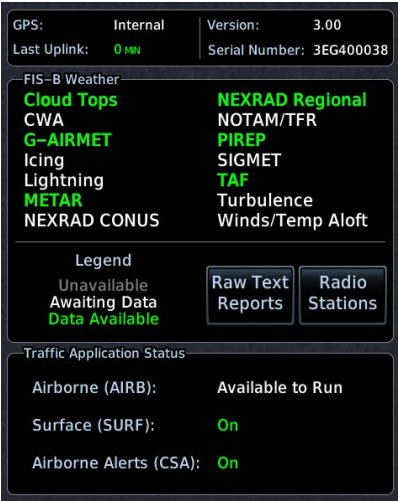 GPS: Internal Version: 3.00
Last Uplink: 0 MIN Serial Number: 3EG400038
FIS-B Weather
Cloud Tops NEXRAD Regional
CWA NOTAM/TFR
G-AIRMET PIREP
Icing SIGMET
Lightning TAF
METAR Turbulence
NEXRAD CONUS Winds/Temp Aloft
Legend
Unavailable
Awaiting Data
Data Available
Raw Text
Reports
Radio
Stations
Traffic Application Status
Airborne (AIRB): Available to Run
Surface (SURF): On
Airborne Alerts (CSA): On